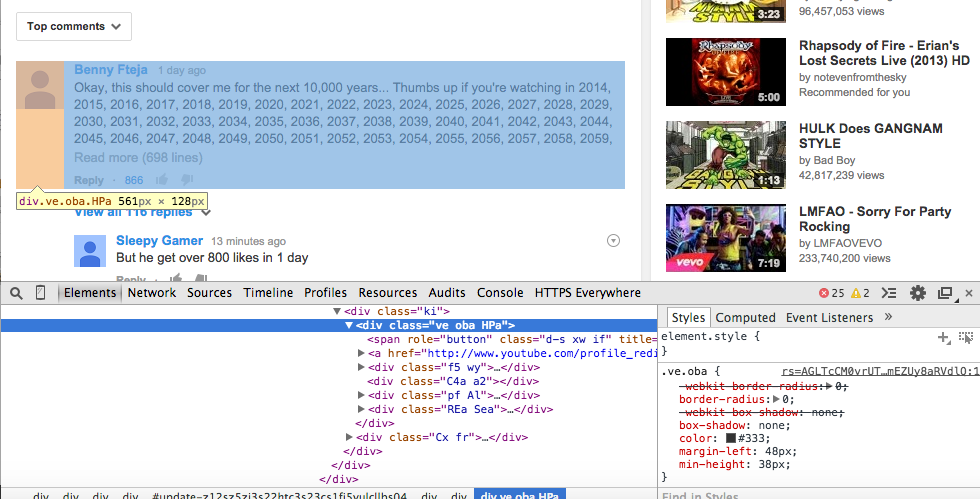 Top comments
Benny Fteja 1 day ago
Okay, this should cover me for the next 10,000 years... Thumbs up if you're watching in 2014,
2015, 2016, 2017, 2018, 2019, 2020, 2021, 2022, 2023, 2024, 2025, 2026, 2027, 2028, 2029,
2030, 2031, 2032, 2033, 2034, 2035, 2036, 2037, 2038, 2039, 2040, 2041, 2042, 2043, 2044,
2045, 2046, 2047, 2048, 2049, 2050, 2051, 2052, 2053, 2054, 2055, 2056, 2057, 2058, 2059,
Read more (698 lines)
Reply · 866
div.ve.oba.HPa 561px × 128px
View all 116 replies
Sleepy Gamer 13 minutes ago
But he get over 800 likes in 1 day
Reply ·
3:23
96,457,053 views
RHAPSODY
5:00
Rhapsody of Fire - Erian's
Lost Secrets Live (2013) HD
by notevenfromthesky
Recommended for you
1:13
HULK Does GANGNAM
STYLE
by Bad Boy
42,817,239 views
vevo
7:19
LMFAO - Sorry For Party
Rocking
by LMFAOVEVO
233,740,200 views
Elements Network Sources Timeline Profiles Resources Audits Console HTTPS Everywhere
25 2
<div class="ki">
<div class="ve oba HPa">
<span role="button" class="d-s xw if" title=
<a href="http://www.youtube.com/profile_redi
<div class="f5 wy">…</div>
<div class="C4a a2"></div>
<div class="pf Al">…</div>
<div class="REa Sea">…</div>
</div>
<div class="Cx fr">…</div>
</div>
</div>
</div>
div div div div #update-z12sz5zj3s22htc3s23cs1fj5vulcllbs04 div div div.ve.oba.HPa
Styles Computed Event Listeners »
element.style {
}
.ve.oba { rs=AGLTcCM0vrUT…mEZUy8aRVdlQ:1
-webkit-border-radius: 0;
border-radius: 0;
-webkit-box-shadow: none;
box-shadow: none;
color: #333;
margin-left: 48px;
min-height: 38px;
}
Find in Styles